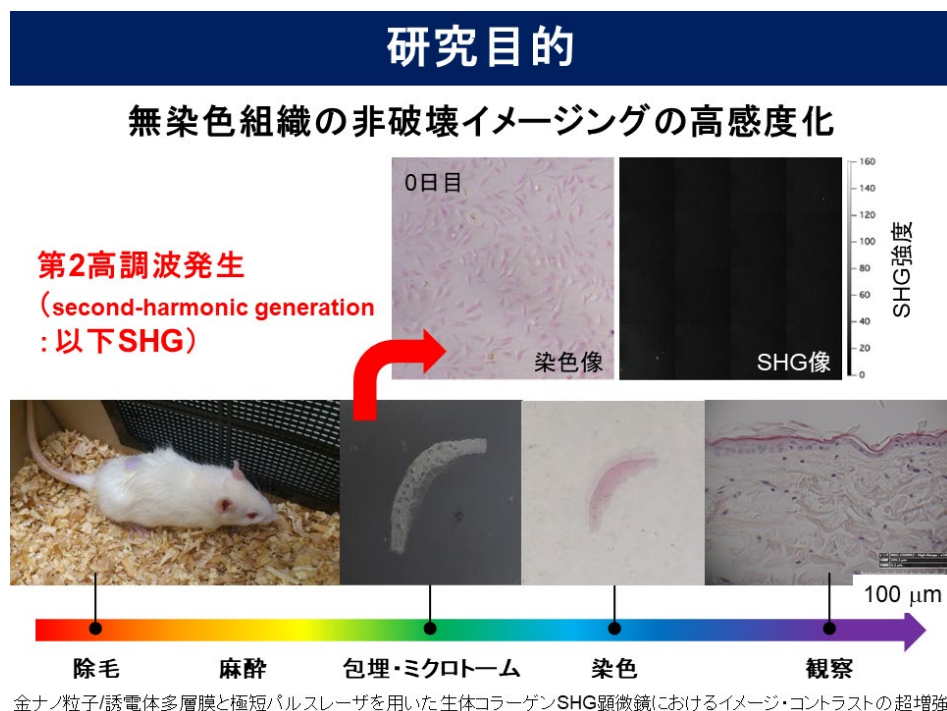 研究目的
無染色組織の非破壊イメージングの高感度化
0日目
染色像
SHG像
160
140
120
100
80
60
40
20
0
SHG強度
第2高調波発生
（second-harmonic generation
：以下SHG）
100 μm
除毛
麻酔
包埋・ミクロトーム
染色
観察
金ナノ粒子/誘電体多層膜と極短パルスレーザを用いた生体コラーゲンSHG顕微鏡におけるイメージ・コントラストの超増強